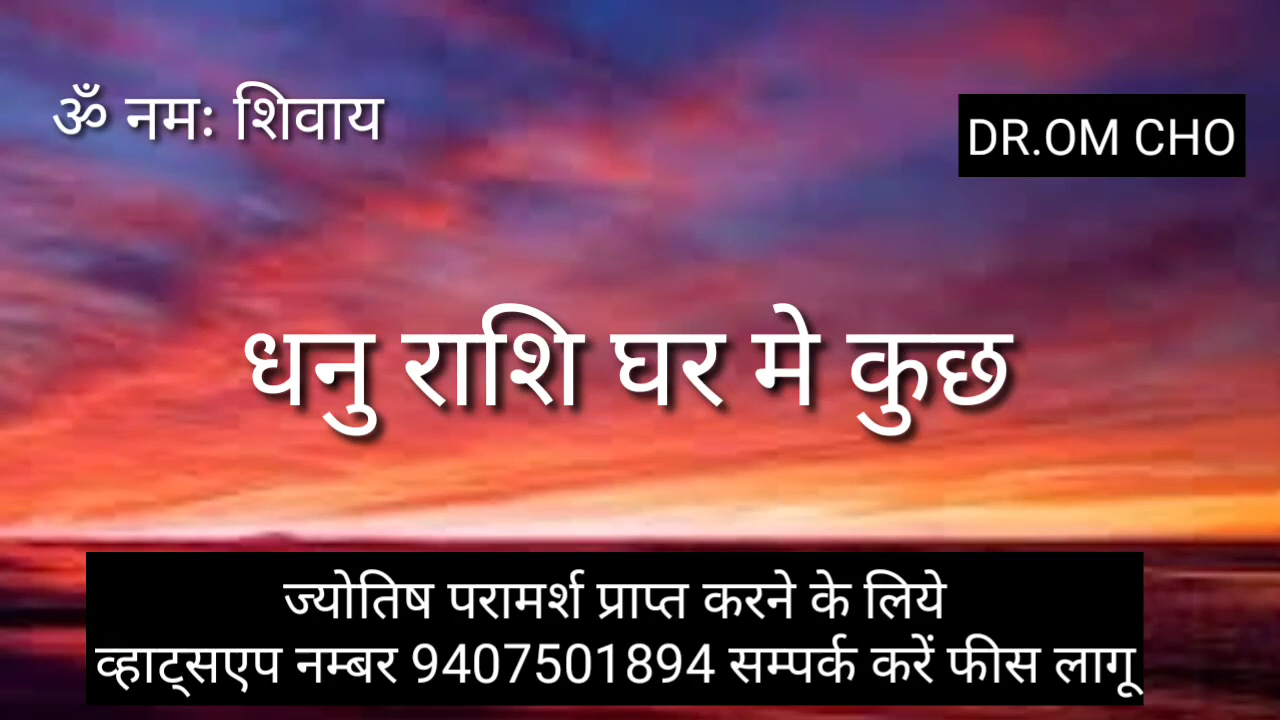 ॐ नमः शिवाय
DR.OM CHO
धनु राशि घर मे कुछ
ज्योतिष परामर्श प्राप्त करने के लिये
व्हाट्सएप नम्बर 9407501894 सम्पर्क करें फीस लागू